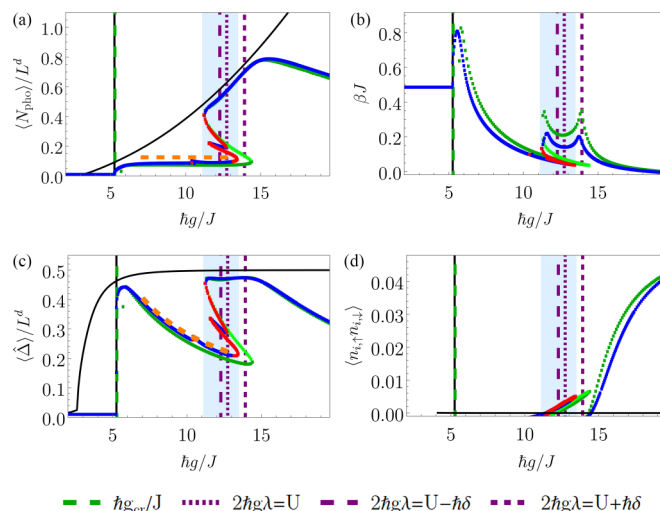 (a)
⟨N_pho⟩/L^d
1.0
0.8
0.6
0.4
0.2
0.0
5 10 15
ħg/J
(b)
βJ
0.8
0.6
0.4
0.2
0.0
5 10 15
ħg/J
(c)
⟨Δ̂⟩/L^d
0.5
0.4
0.3
0.2
0.1
0.0
5 10 15
ħg/J
(d)
⟨n_{i,↑}n_{i,↓}⟩
0.04
0.03
0.02
0.01
0.00
5 10 15
ħg/J
ħg_cr/J 2ħgλ=U 2ħgλ=U−ħδ 2ħgλ=U+ħδ